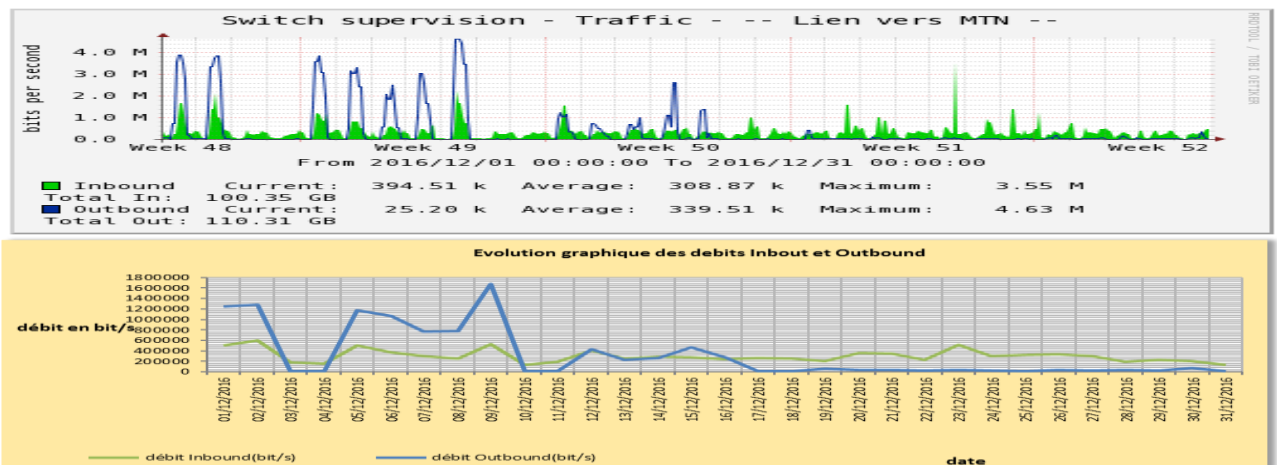 Switch supervision - Traffic - -- Lien vers MTN --
RRDTOOL / TOBI OETIKER
bits per second
4.0 M
3.0 M
2.0 M
1.0 M
0.0
Week 48 Week 49 Week 50 Week 51 Week 52
From 2016/12/01 00:00:00 To 2016/12/31 00:00:00
Inbound Current: 394.51 k Average: 308.87 k Maximum: 3.55 M
Total In: 100.35 GB
Outbound Current: 25.20 k Average: 339.51 k Maximum: 4.63 M
Total Out: 110.31 GB
Evolution graphique des debits Inbout et Outbound
débit en bit/s
1800000
1600000
1400000
1200000
1000000
800000
600000
400000
200000
0
01/12/2016 02/12/2016 03/12/2016 04/12/2016 05/12/2016 06/12/2016 07/12/2016 08/12/2016 09/12/2016 10/12/2016 11/12/2016 12/12/2016 13/12/2016 14/12/2016 15/12/2016 16/12/2016 17/12/2016 18/12/2016 19/12/2016 20/12/2016 21/12/2016 22/12/2016 23/12/2016 24/12/2016 25/12/2016 26/12/2016 27/12/2016 28/12/2016 29/12/2016 30/12/2016 31/12/2016
débit Inbound(bit/s) débit Outbound(bit/s)
date